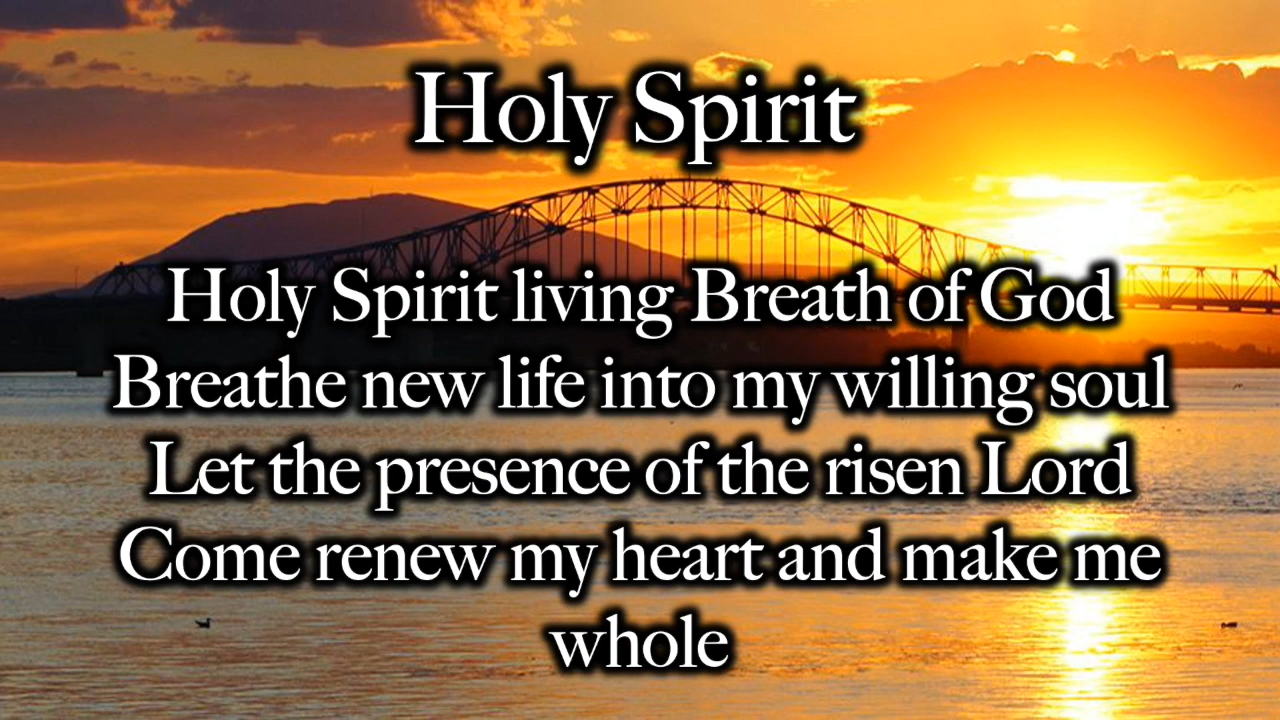 Holy Spirit
Holy Spirit living Breath of God
Breathe new life into my willing soul
Let the presence of the risen Lord
Come renew my heart and make me
whole